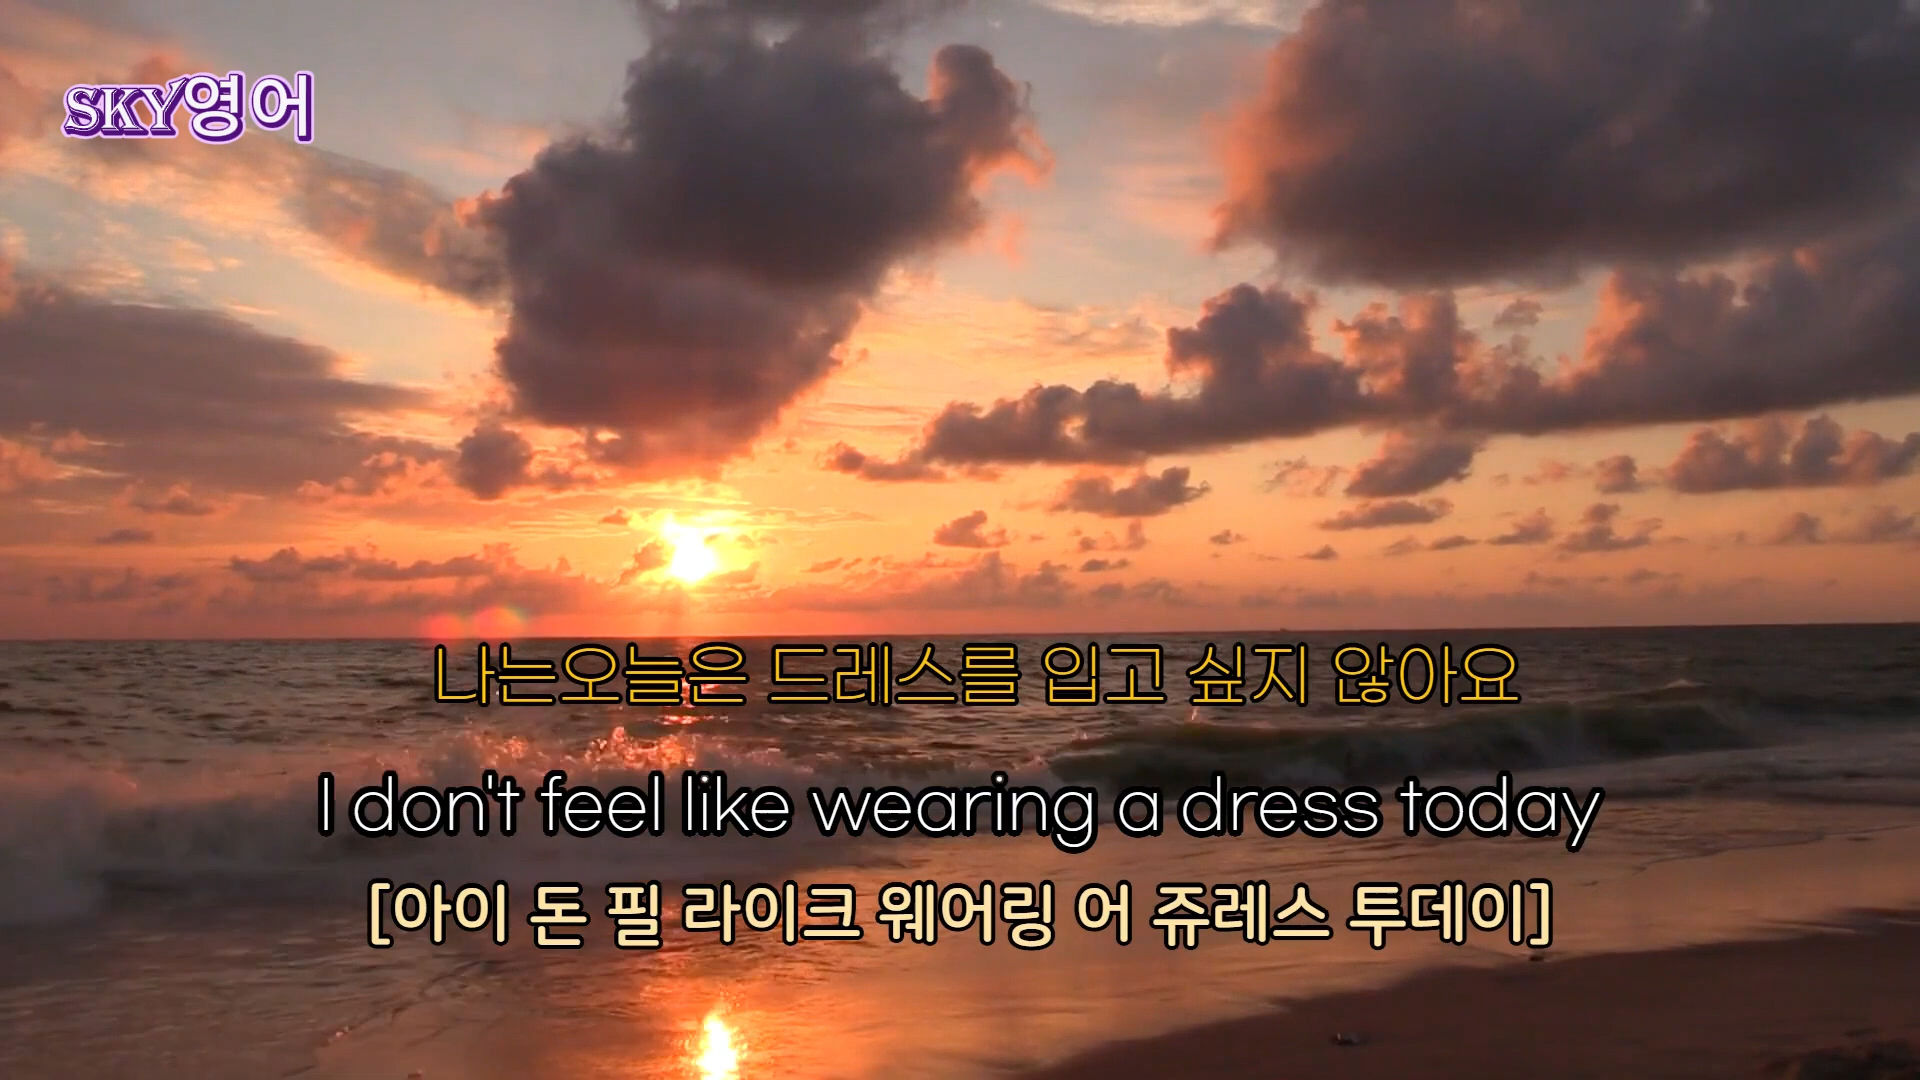 SKY영어
나는오늘은 드레스를 입고 싶지 않아요
I don't feel like wearing a dress today
[아이 돈 필 라이크 웨어링 어 쥬레스 투데이]